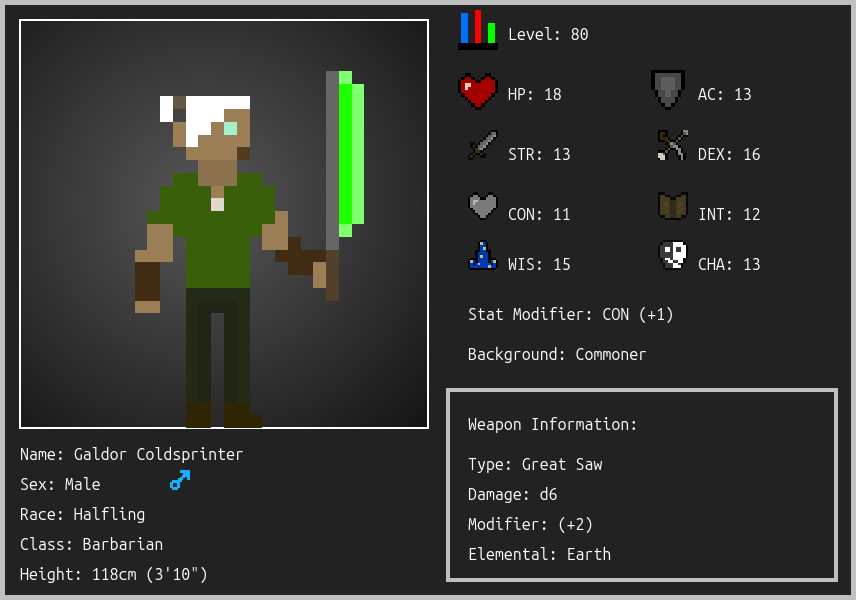 Level: 80
HP: 18
AC: 13
STR: 13
DEX: 16
CON: 11
INT: 12
WIS: 15
CHA: 13
Stat Modifier: CON (+1)
Background: Commoner
Weapon Information:
Type: Great Saw
Damage: d6
Modifier: (+2)
Elemental: Earth
Name: Galdor Coldsprinter
Sex: Male
Race: Halfling
Class: Barbarian
Height: 118cm (3'10")